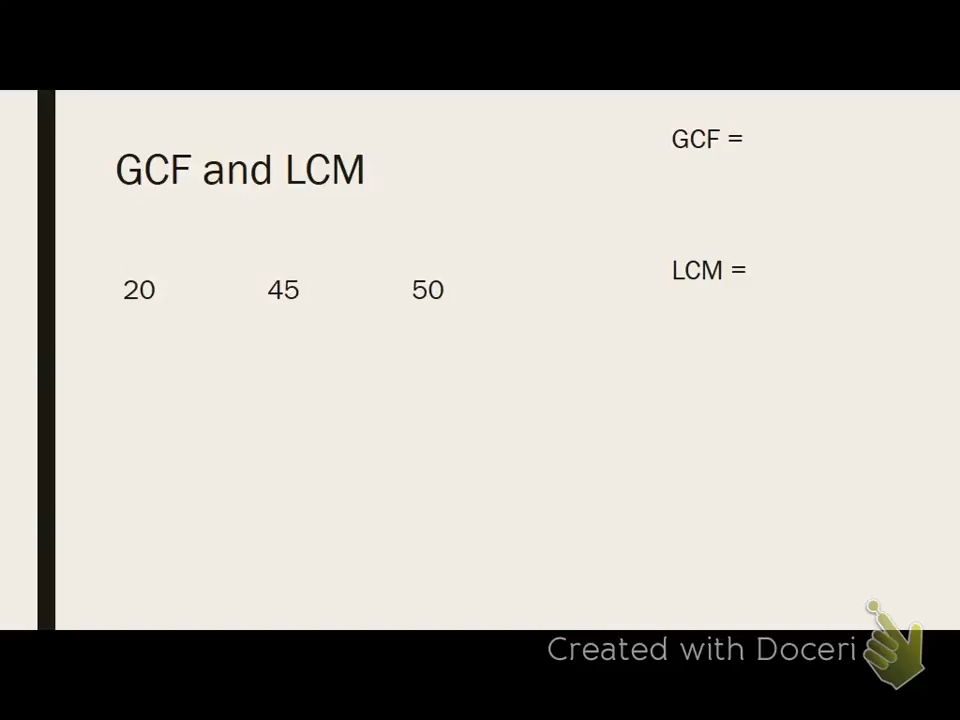 GCF and LCM
GCF =
LCM =
20 45 50
Created with Doceri